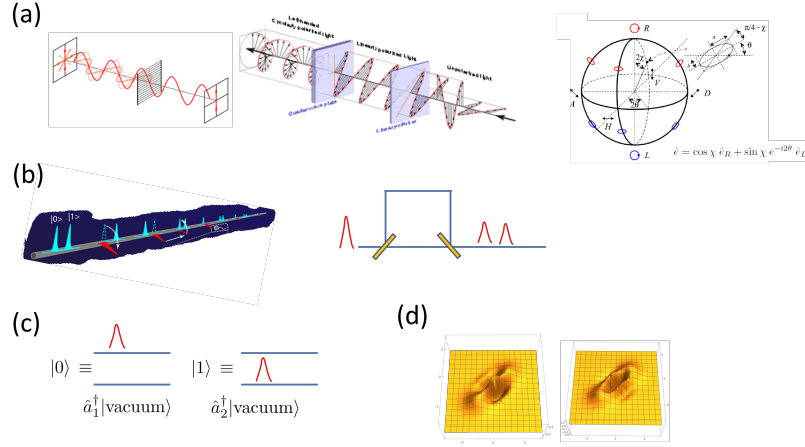 (a)
Left handed
Circularly polarized light
Linearly polarized light
Unpolarized light
Quarter wave plate
Linear polarizer
R
π/4−χ
θ
2χ
V
A
D
2θ
H
L
ê = cos χ ê_R + sin χ e^{−i2θ} ê_L
(b)
|0> |1>
(c)
(d)
|0⟩ ≡
|1⟩ ≡
â₁†|vacuum⟩
â₂†|vacuum⟩